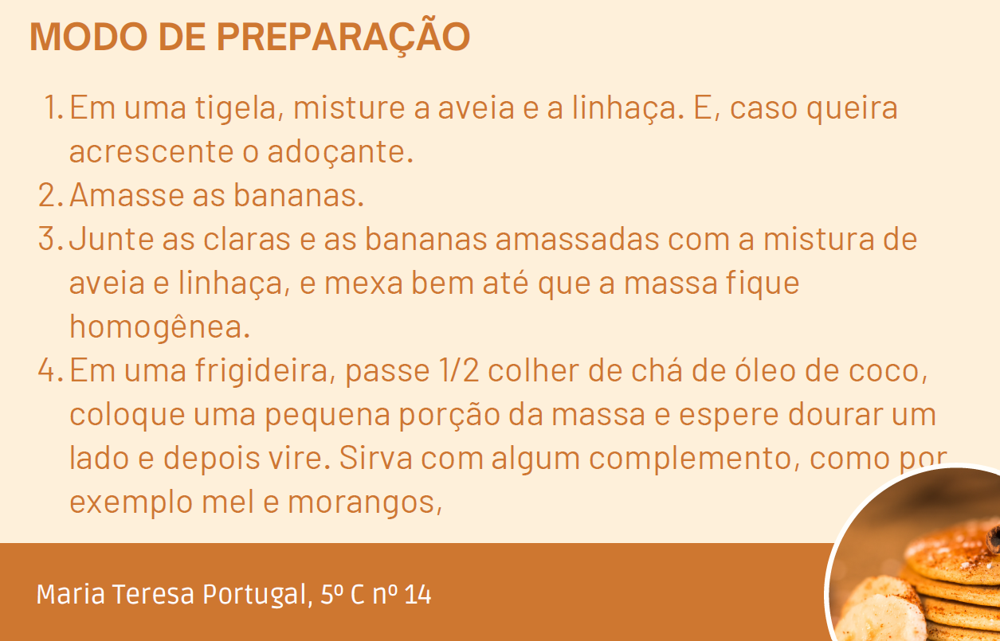 MODO DE PREPARAÇÃO
1. Em uma tigela, misture a aveia e a linhaça. E, caso queira
acrescente o adoçante.
2. Amasse as bananas.
3. Junte as claras e as bananas amassadas com a mistura de
aveia e linhaça, e mexa bem até que a massa fique
homogênea.
4. Em uma frigideira, passe 1/2 colher de chá de óleo de coco,
coloque uma pequena porção da massa e espere dourar um
lado e depois vire. Sirva com algum complemento, como por
exemplo mel e morangos,
Maria Teresa Portugal, 5º C nº 14